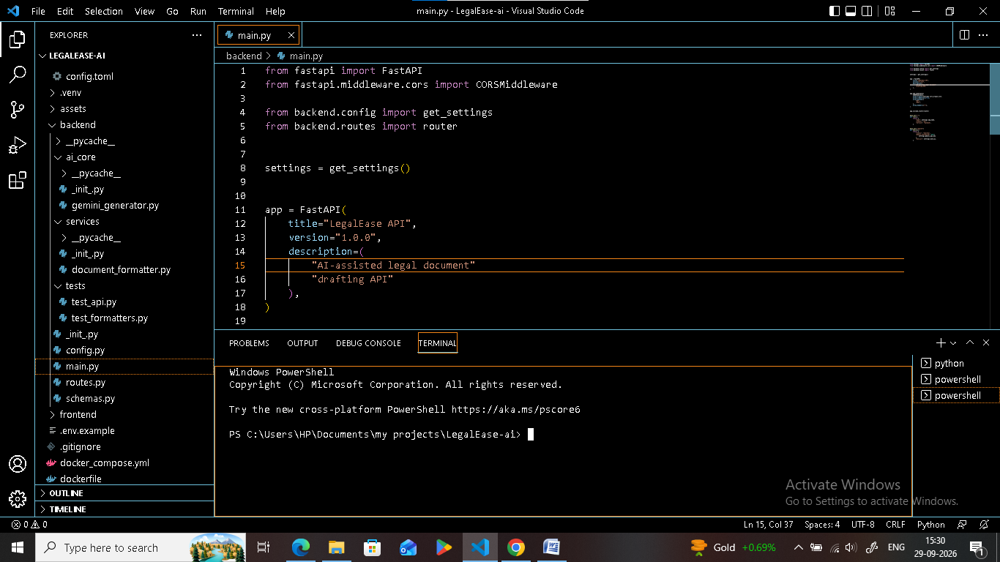 File Edit Selection View Go Run Terminal Help
main.py - LegalEase-ai - Visual Studio Code
EXPLORER
LEGALEASE-AI
config.toml
.venv
assets
backend
__pycache__
ai_core
__pycache__
_init_.py
gemini_generator.py
services
__pycache__
_init_.py
document_formatter.py
tests
test_api.py
test_formatters.py
_init_.py
config.py
main.py
routes.py
schemas.py
frontend
.env.example
.gitignore
docker_compose.yml
dockerfile
OUTLINE
TIMELINE
main.py
backend > main.py
1 from fastapi import FastAPI
2 from fastapi.middleware.cors import CORSMiddleware
3
4 from backend.config import get_settings
5 from backend.routes import router
6
7
8 settings = get_settings()
9
10
11 app = FastAPI(
12 title="LegalEase API",
13 version="1.0.0",
14 description=(
15 "AI-assisted legal document"
16 "drafting API"
17 ),
18 )
19
PROBLEMS OUTPUT DEBUG CONSOLE TERMINAL
Windows PowerShell
Copyright (C) Microsoft Corporation. All rights reserved.
Try the new cross-platform PowerShell https://aka.ms/pscore6
PS C:\Users\HP\Documents\my projects\LegalEase-ai>
python
powershell
powershell
Activate Windows
Go to Settings to activate Windows.
0 0
Ln 15, Col 37 Spaces: 4 UTF-8 CRLF Python
Type here to search
Gold +0.69%
ENG
15:30
29-09-2026
1